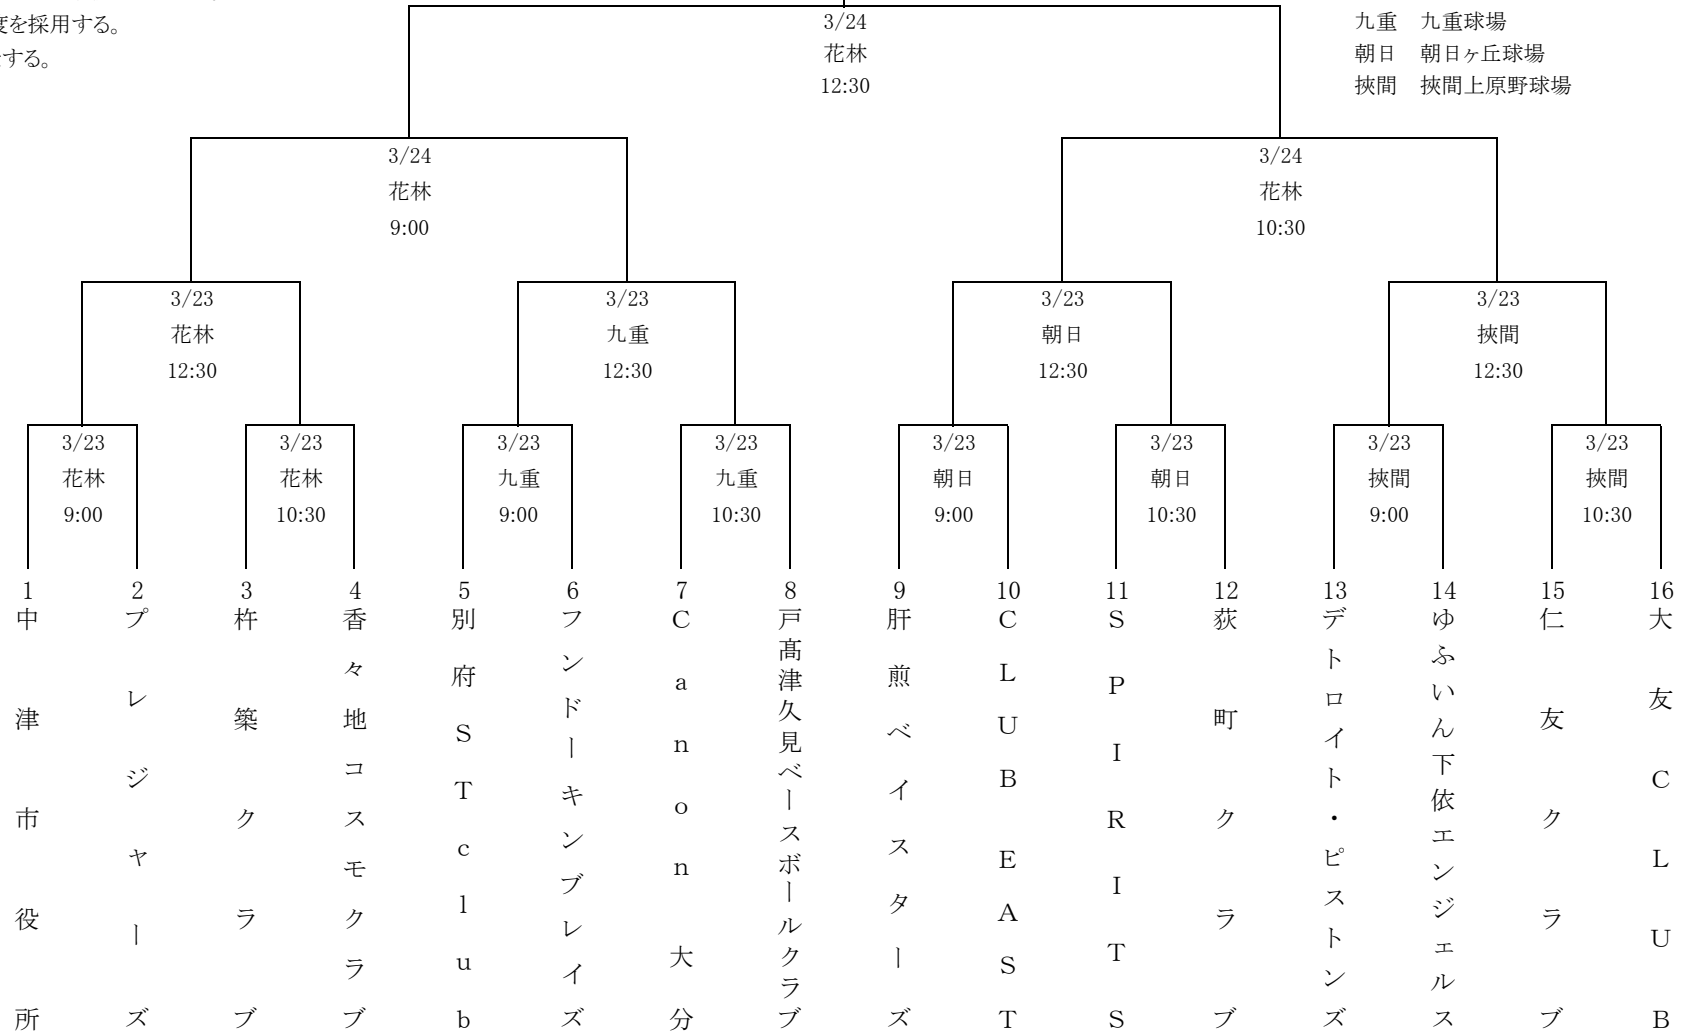 度を採用する。
する。
九重 九重球場
朝日 朝日ヶ丘球場
挾間 挾間上原野球場
3/24
花林
12:30
3/24
花林
9:00
3/24
花林
10:30
3/23
花林
12:30
3/23
九重
12:30
3/23
朝日
12:30
3/23
挾間
12:30
3/23
花林
9:00
3/23
花林
10:30
3/23
九重
9:00
3/23
九重
10:30
3/23
朝日
9:00
3/23
朝日
10:30
3/23
挾間
9:00
3/23
挾間
10:30
1 中津市役所
2 プレジャーズ
3 杵築クラブ
4 香々地コスモクラブ
5 別府STclub
6 フンドーキンブレイズ
7 Canon大分
8 戸髙津久見ベースボールクラブ
9 肝煎ベイスターズ
10 CLUB EAST
11 SPIRITS
12 荻町クラブ
13 デトロイト・ピストンズ
14 ゆふいん下依エンジェルス
15 仁友クラブ
16 大友CLUB